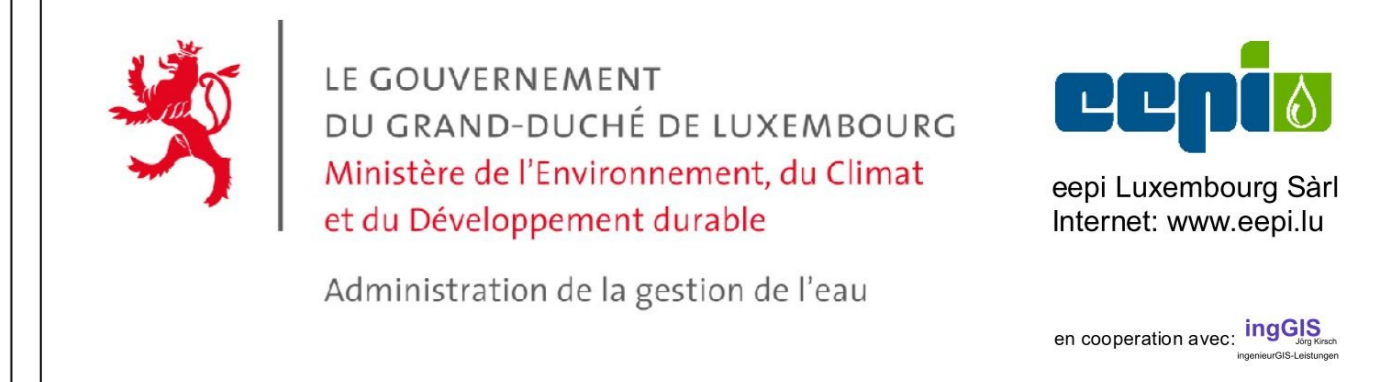 LE GOUVERNEMENT
DU GRAND-DUCHÉ DE LUXEMBOURG
Ministère de l'Environnement, du Climat
et du Développement durable
Administration de la gestion de l'eau
eepi
eepi Luxembourg Sàrl
Internet: www.eepi.lu
en cooperation avec: ingGIS
Jörg Kirsch
ingenieurGIS-Leistungen